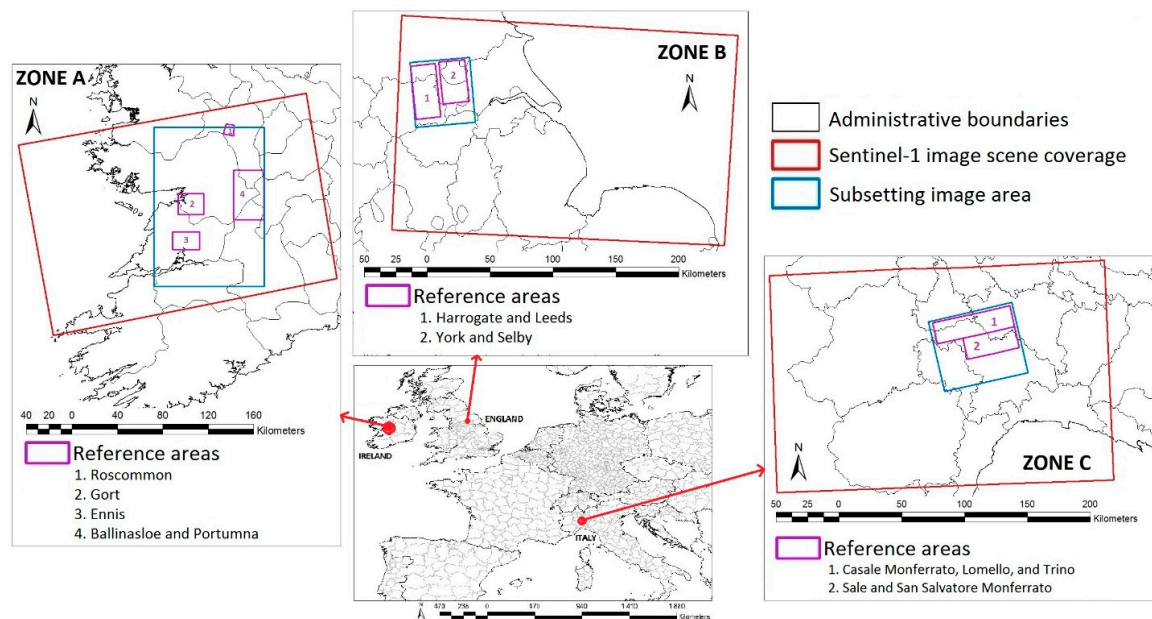 ZONE A
N
1
2
4
3
40 20 0 40 80 120 160
Kilometers
Reference areas
1. Roscommon
2. Gort
3. Ennis
4. Ballinasloe and Portumna
ZONE B
N
1
2
50 25 0 50 100 150 200
Kilometers
Reference areas
1. Harrogate and Leeds
2. York and Selby
Administrative boundaries
Sentinel-1 image scene coverage
Subsetting image area
ENGLAND
IRELAND
ITALY
N
0
940
Kilometers
1
2
N
ZONE C
50 25 0 50 100 150 200
Kilometers
Reference areas
1. Casale Monferrato, Lomello, and Trino
2. Sale and San Salvatore Monferrato